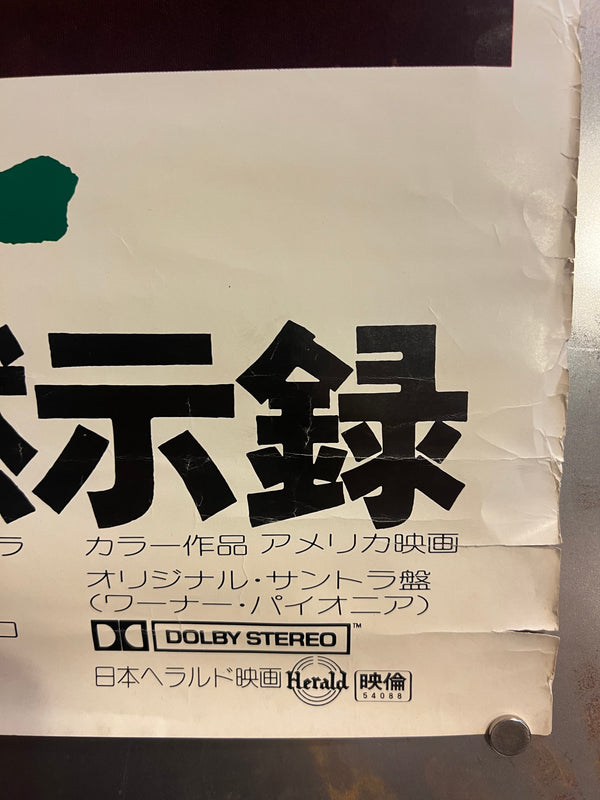 示録
ラ
カラー作品 アメリカ映画
オリジナル・サントラ盤
(ワーナー・パイオニア)
DOLBY STEREO™
日本ヘラルド映画 Herald 映倫
54088